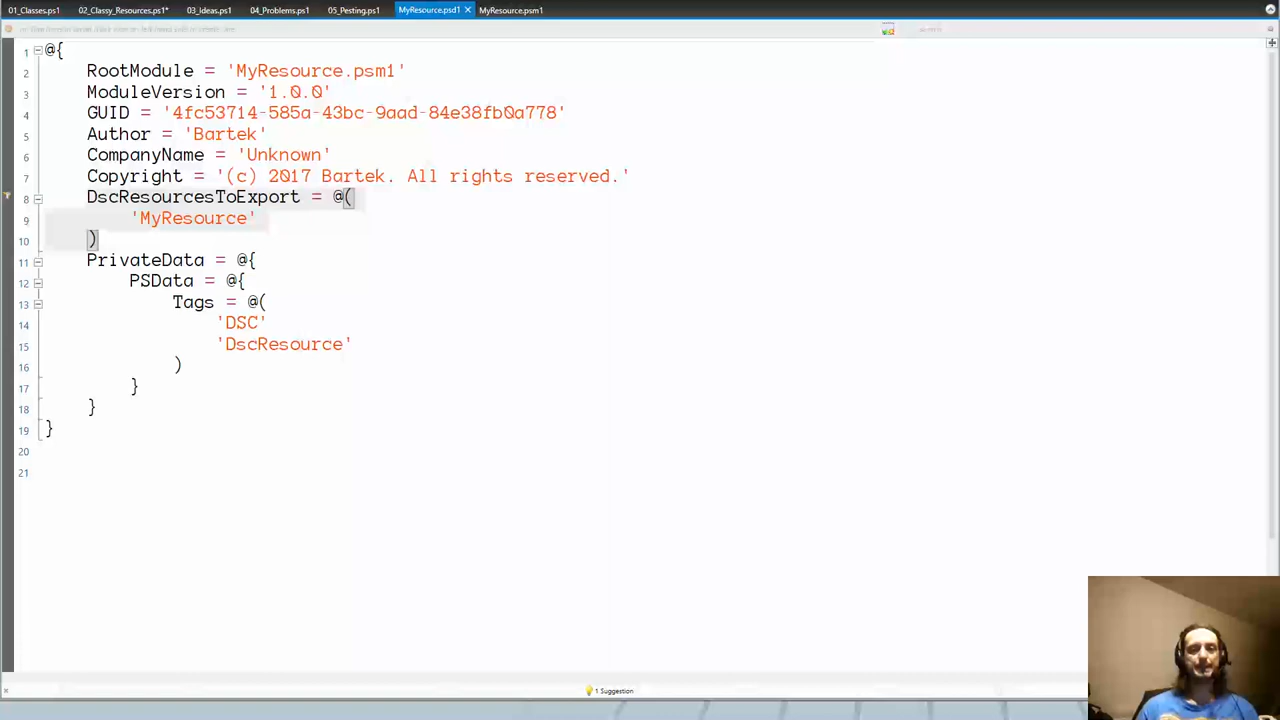 01_Classes.ps1 02_Classy_Resources.ps1* 03_Ideas.ps1 04_Problems.ps1 05_Pesting.ps1 MyResource.psd1 MyResource.psm1
1 @{
2 RootModule = 'MyResource.psm1'
3 ModuleVersion = '1.0.0'
4 GUID = '4fc53714-585a-43bc-9aad-84e38fb0a778'
5 Author = 'Bartek'
6 CompanyName = 'Unknown'
7 Copyright = '(c) 2017 Bartek. All rights reserved.'
8 DscResourcesToExport = @(
9 'MyResource'
10 )
11 PrivateData = @{
12 PSData = @{
13 Tags = @(
14 'DSC'
15 'DscResource'
16 )
17 }
18 }
19 }
20
21
1 Suggestion